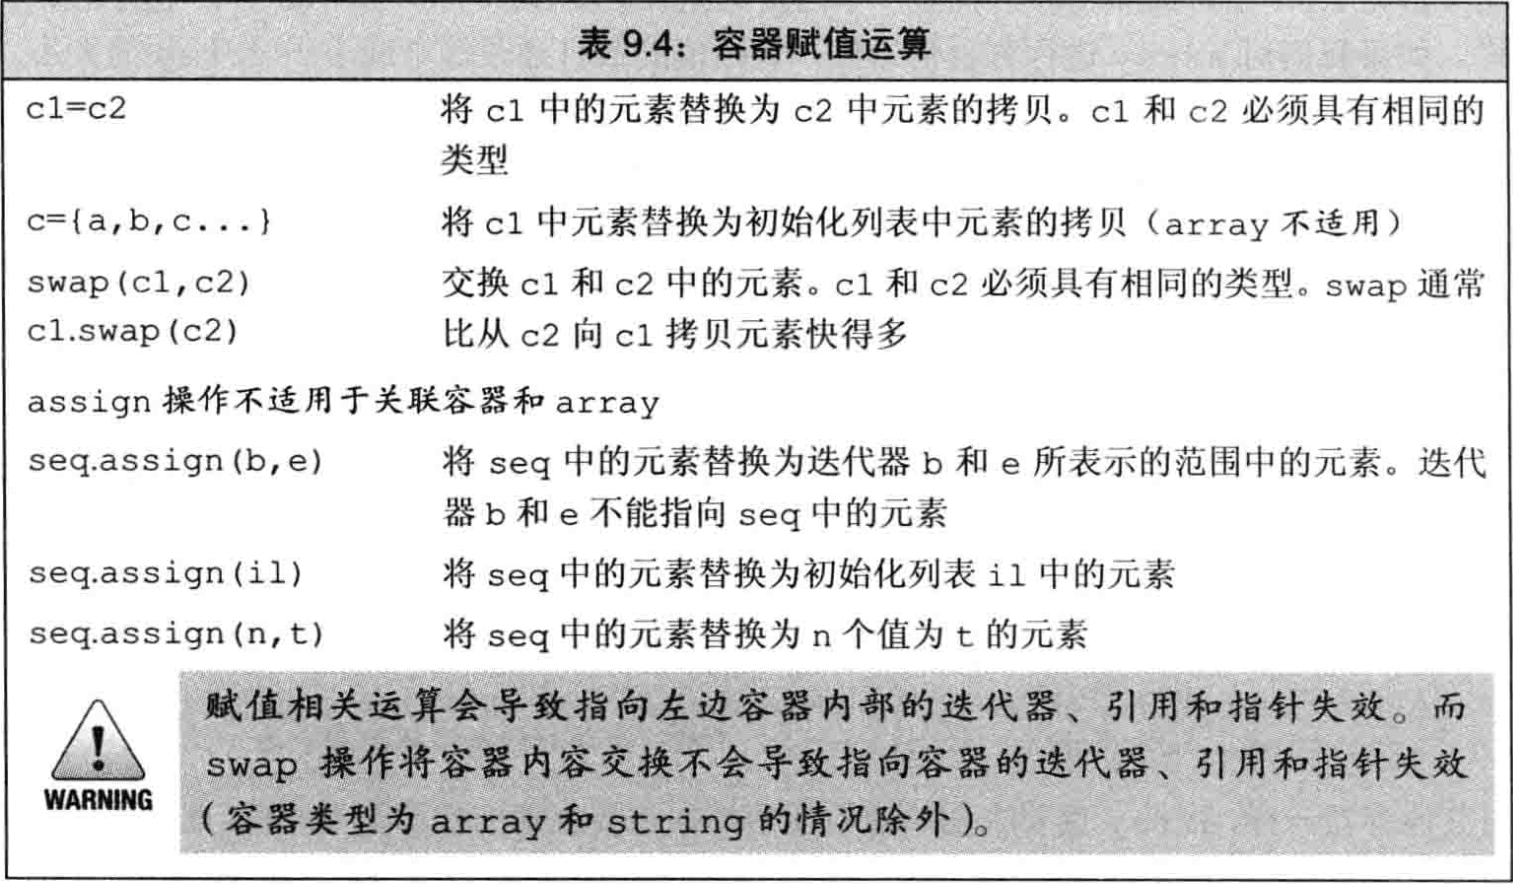 表 9.4：容器赋值运算
c1=c2 将 c1 中的元素替换为 c2 中元素的拷贝。c1 和 c2 必须具有相同的
类型
c={a,b,c...} 将 c1 中元素替换为初始化列表中元素的拷贝（array 不适用）
swap(c1,c2) 交换 c1 和 c2 中的元素。c1 和 c2 必须具有相同的类型。swap 通常
c1.swap(c2) 比从 c2 向 c1 拷贝元素快得多
assign 操作不适用于关联容器和 array
seq.assign(b,e) 将 seq 中的元素替换为迭代器 b 和 e 所表示的范围中的元素。迭代
器 b 和 e 不能指向 seq 中的元素
seq.assign(il) 将 seq 中的元素替换为初始化列表 il 中的元素
seq.assign(n,t) 将 seq 中的元素替换为 n 个值为 t 的元素
赋值相关运算会导致指向左边容器内部的迭代器、引用和指针失效。而
swap 操作将容器内容交换不会导致指向容器的迭代器、引用和指针失效
WARNING
（容器类型为 array 和 string 的情况除外）。